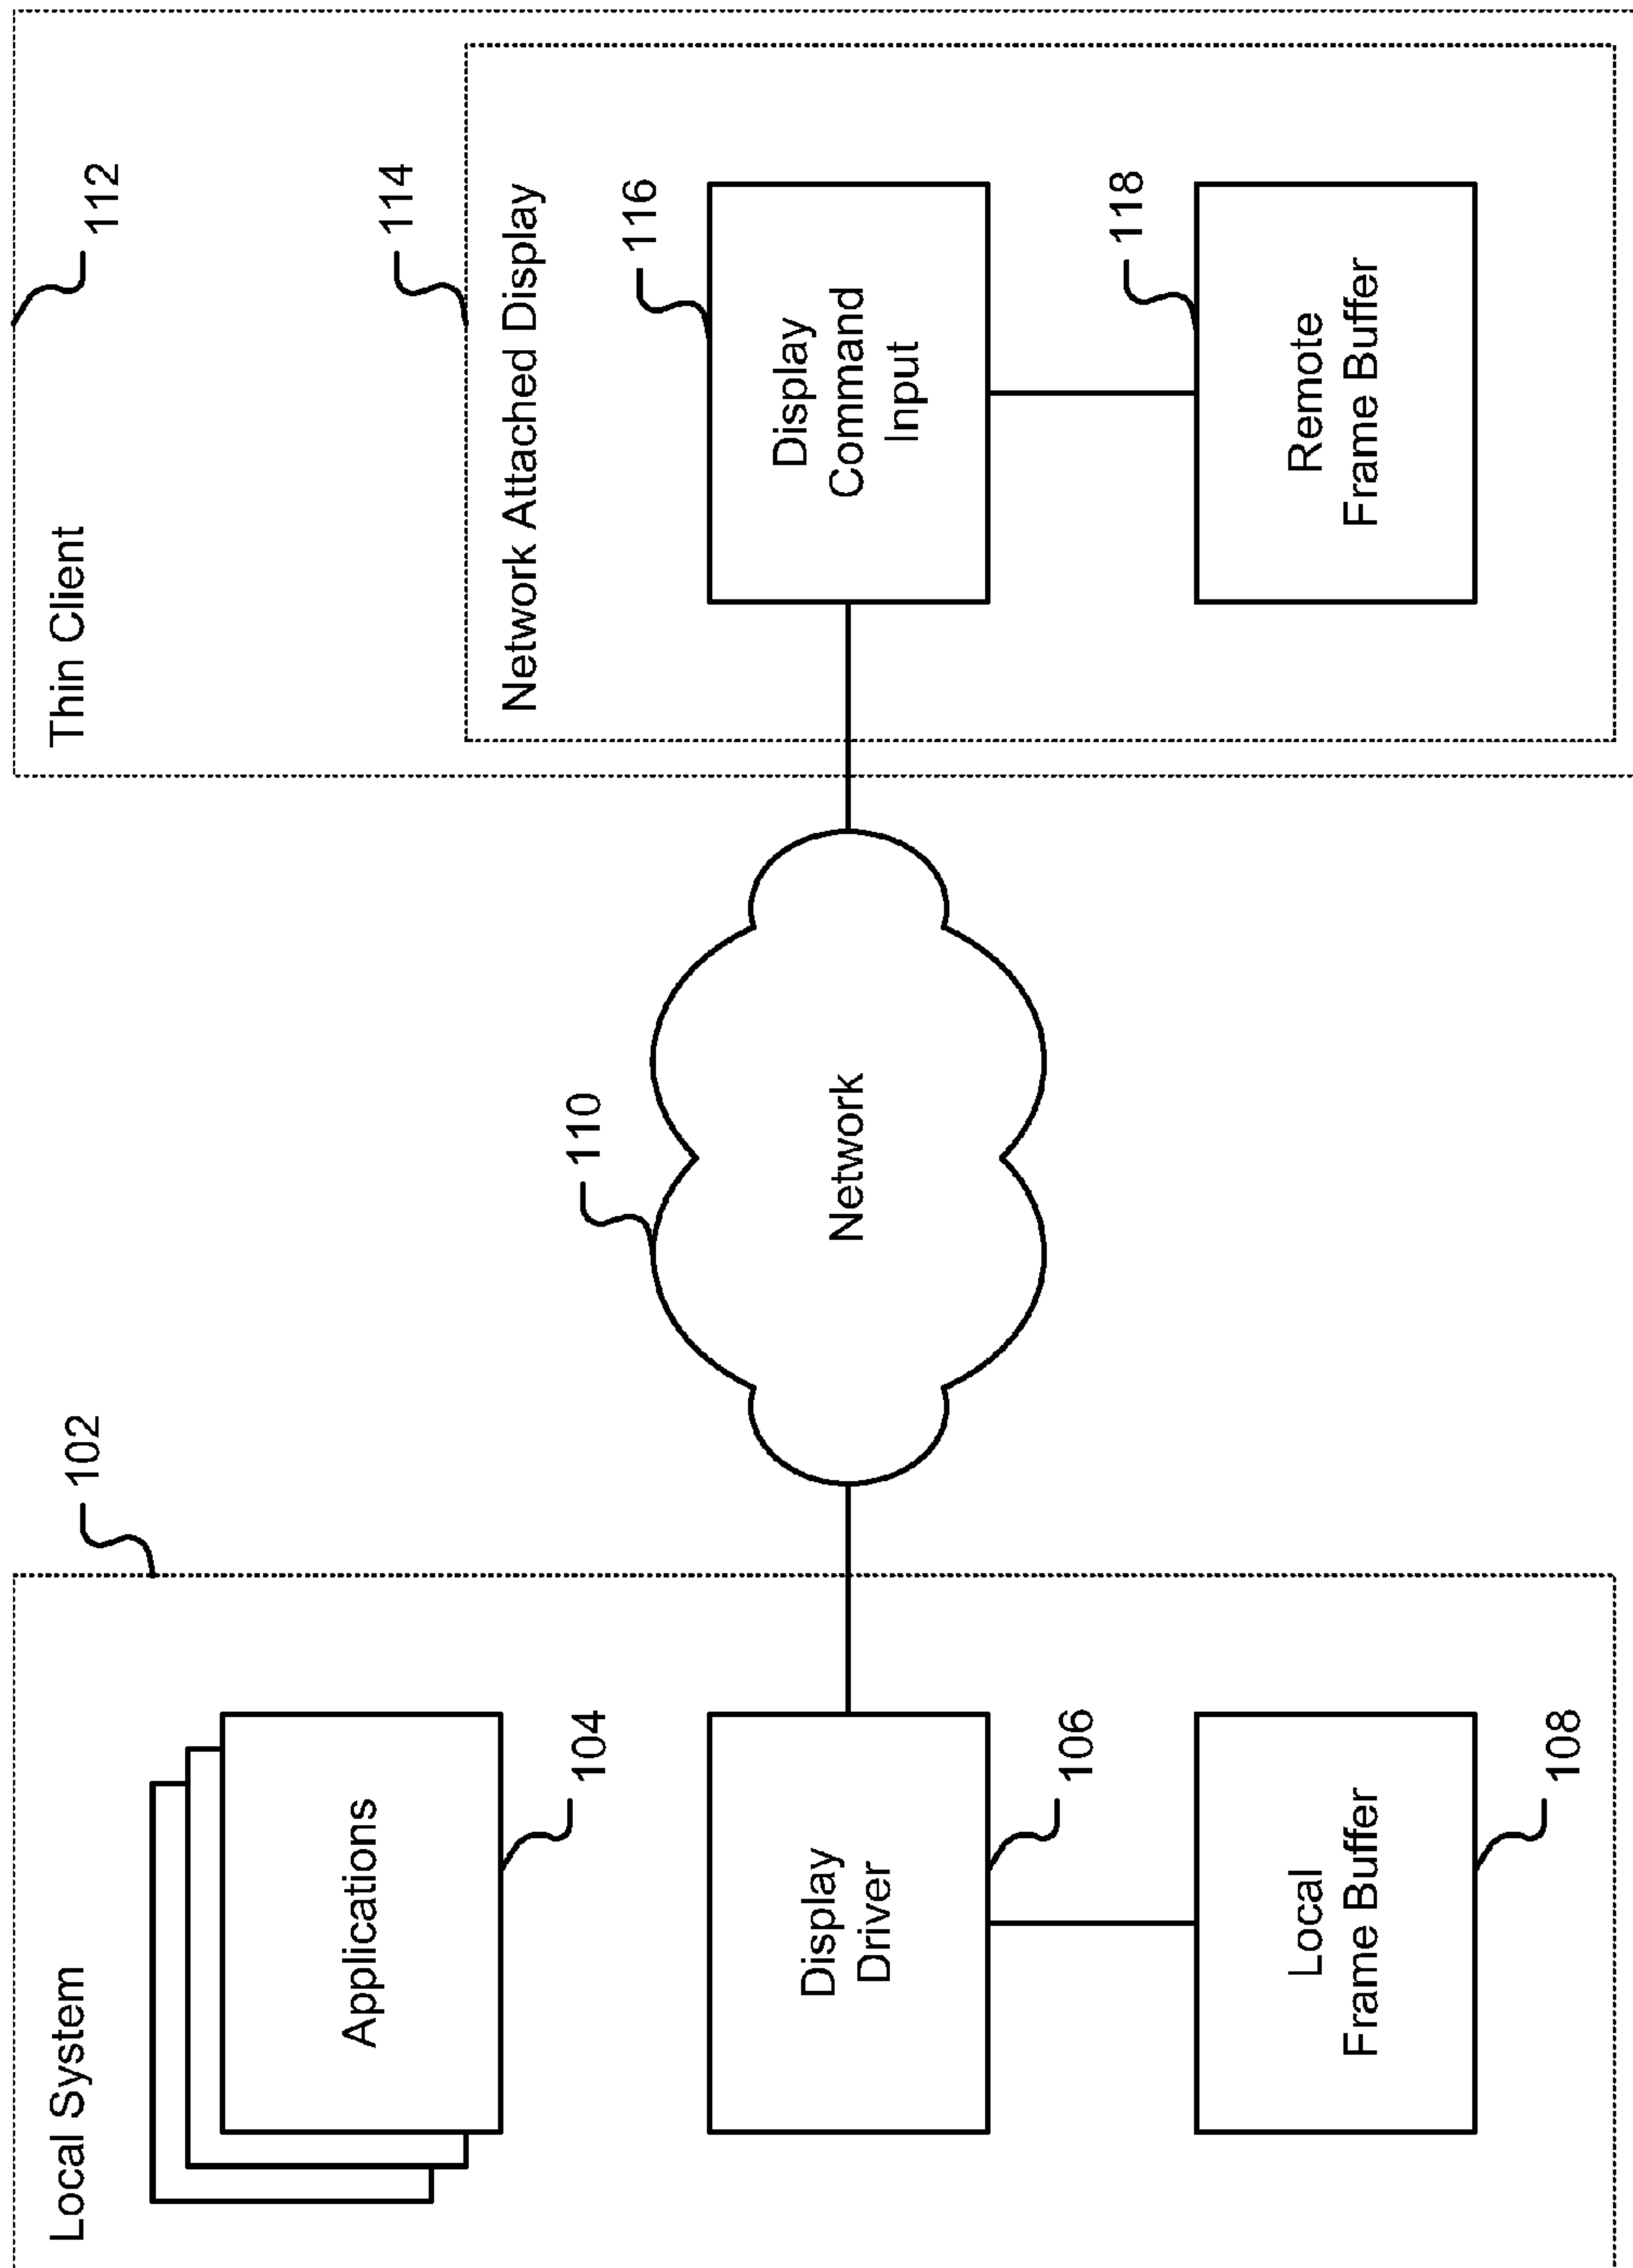 Local System
102
Applications
104
Display
Driver
106
Local
Frame Buffer
108
110
Network
Thin Client
112
114
Network Attached Display
116
Display
Command
Input
118
Remote
Frame Buffer